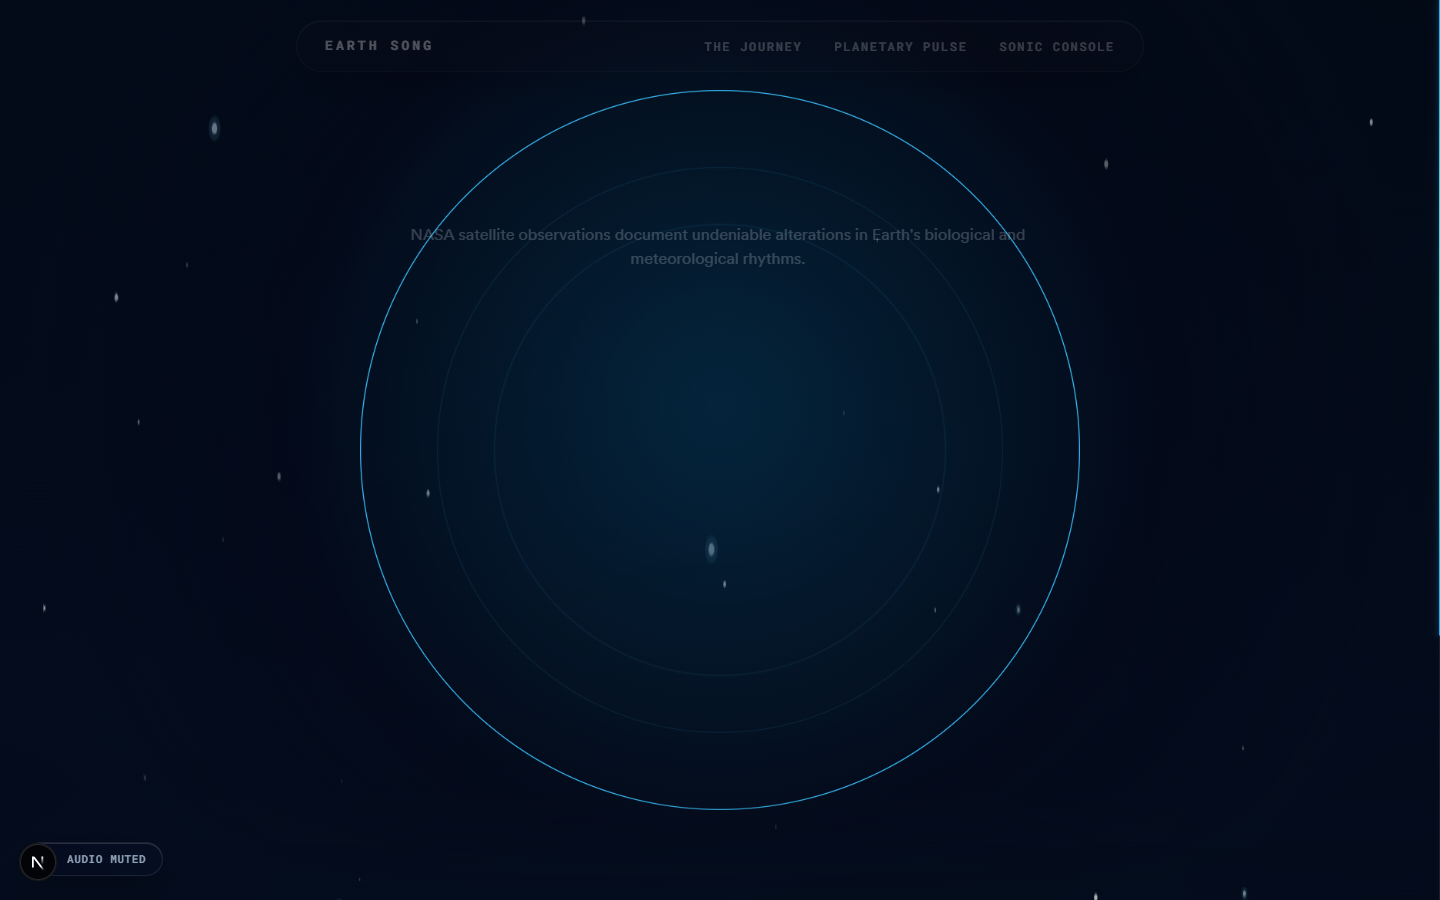 EARTH SONG
THE JOURNEY PLANETARY PULSE SONIC CONSOLE
NASA satellite observations document undeniable alterations in Earth's biological and
meteorological rhythms.
N AUDIO MUTED